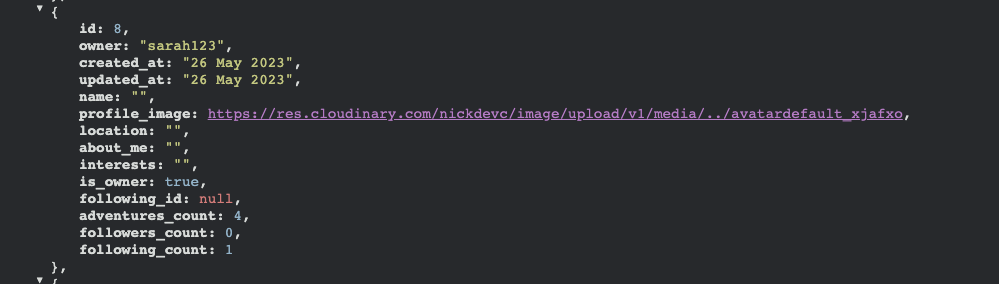 {
id: 8,
owner: "sarah123",
created_at: "26 May 2023",
updated_at: "26 May 2023",
name: "",
profile_image: https://res.cloudinary.com/nickdevc/image/upload/v1/media/../avatardefault_xjafxo,
location: "",
about_me: "",
interests: "",
is_owner: true,
following_id: null,
adventures_count: 4,
followers_count: 0,
following_count: 1
},
{